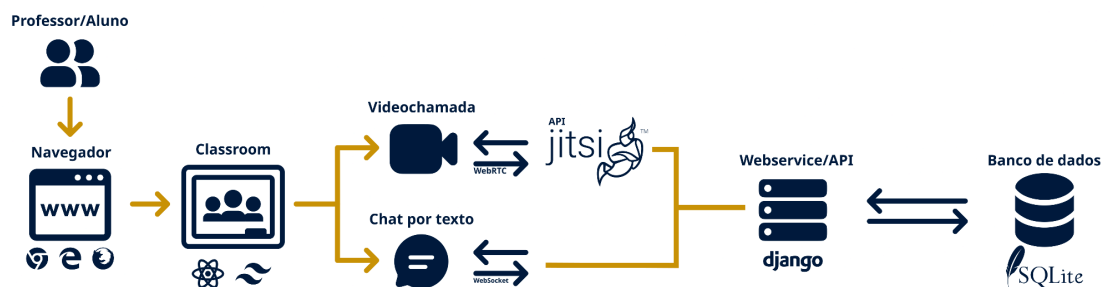 Professor/Aluno
Navegador
www
Classroom
Videochamada
WebRTC
API
jitsi TM
Chat por texto
WebSocket
Webservice/API
django
Banco de dados
SQLite